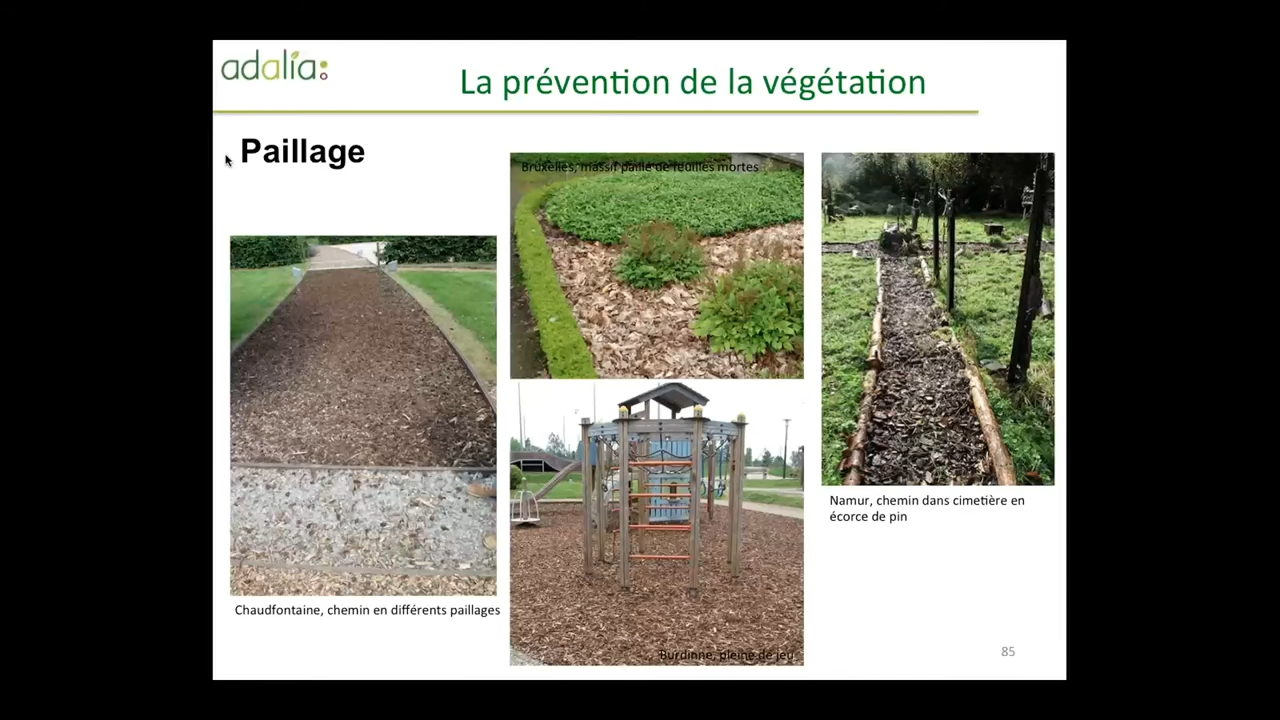 adalia
La prévention de la végétation
Paillage
Bruxelles, massif paillé de feuilles mortes
Namur, chemin dans cimetière en
écorce de pin
Chaudfontaine, chemin en différents paillages
Burdinne, pleine de jeu
85